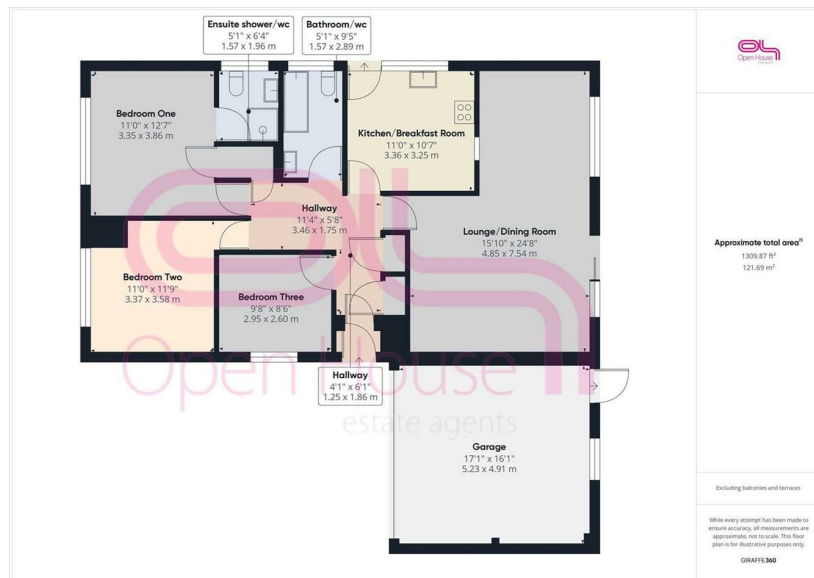 Ensuite shower/wc
5'1" x 6'4"
1.57 x 1.96 m
Bathroom/wc
5'1" x 9'5"
1.57 x 2.89 m
Bedroom One
11'0" x 12'7"
3.35 x 3.86 m
Kitchen/Breakfast Room
11'0" x 10'7"
3.36 x 3.25 m
Hallway
11'4" x 5'8"
3.46 x 1.75 m
Lounge/Dining Room
15'10" x 24'8"
4.85 x 7.54 m
Bedroom Two
11'0" x 11'9"
3.37 x 3.58 m
Bedroom Three
9'8" x 8'6"
2.95 x 2.60 m
Hallway
4'1" x 6'1"
1.25 x 1.86 m
Garage
17'1" x 16'1"
5.23 x 4.91 m
Open House
estate agents
Open House
Approximate total area⁽¹⁾
1309.87 ft²
121.69 m²
Excluding balconies and terraces
While every attempt has been made to
ensure accuracy, all measurements are
approximate, not to scale. This floor
plan is for illustrative purposes only.
GIRAFFE360